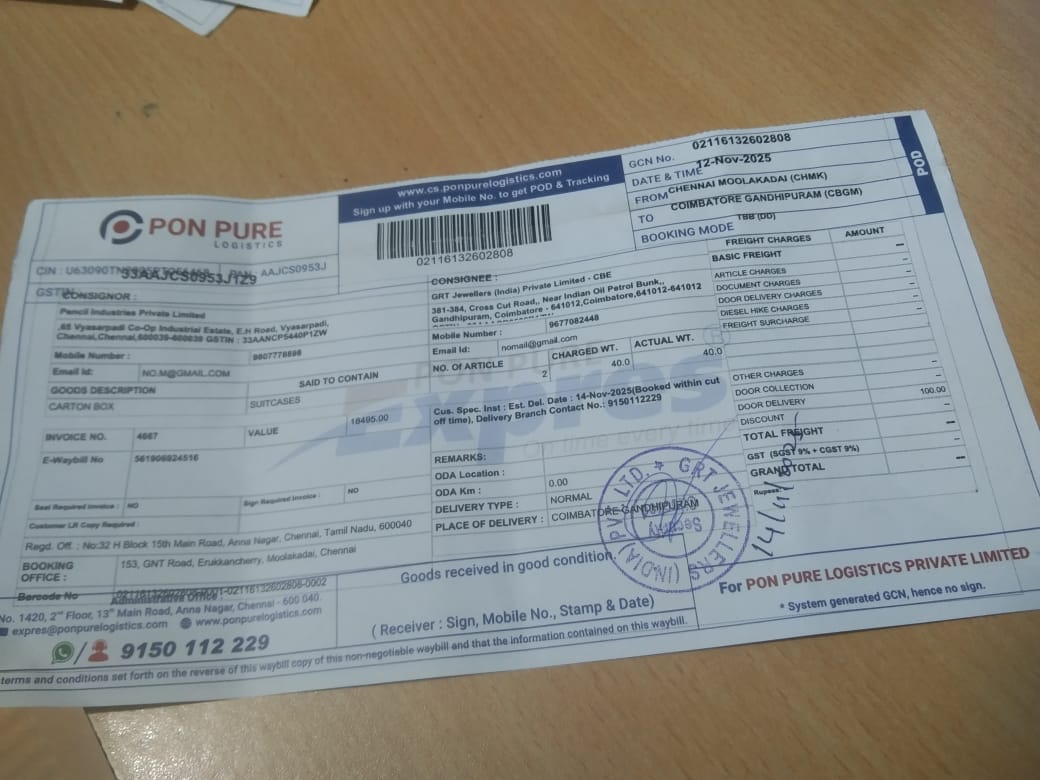 PON PURE
LOGISTICS
www.cs.ponpurelogistics.com
Sign up with your Mobile No. to get POD & Tracking
02116132602808
GCN No. 02116132602808
DATE & TIME 12-Nov-2025
FROM CHENNAI MOOLAKADAI (CHMK)
TO COIMBATORE GANDHIPURAM (CBGM)
BOOKING MODE TBB (DD)
POD
CIN : PAN AAJCS0953J
33AAJCS0953J1Z9
GSTIN
CONSIGNOR :
Pencil Industries Private Limited
,65 Vyasarpadi Co-Op Industrial Estate, E.H Road, Vyasarpadi,
Chennai,Chennai,600039-600039 GSTIN : 33AANCP5440P1ZW
Mobile Number : 9807778898
Email Id: NO.M@GMAIL.COM
GOODS DESCRIPTION SAID TO CONTAIN
CARTON BOX SUITCASES
INVOICE NO. 4667 VALUE 18495.00
E-Waybill No 561906924516
Seal Required Invoice : NO Sign Required Invoice : NO
Customer LR Copy Required :
Regd. Off. : No:32 H Block 15th Main Road, Anna Nagar, Chennai, Tamil Nadu, 600040
BOOKING OFFICE : 153, GNT Road, Erukkancherry, Moolakadai, Chennai
Barcode No
Administrative Office :
No. 1420, 2nd Floor, 13th Main Road, Anna Nagar, Chennai - 600 040.
expres@ponpurelogistics.com www.ponpurelogistics.com
/ 9150 112 229
CONSIGNEE :
GRT Jewellers (India) Private Limited - CBE
381-384, Cross Cut Road,, Near Indian Oil Petrol Bunk,,
Gandhipuram, Coimbatore - 641012,Coimbatore,641012-641012
Mobile Number : 9677082448
Email Id: nomail@gmail.com
NO. OF ARTICLE 2 CHARGED WT. 40.0 ACTUAL WT. 40.0
Cus. Spec. Inst : Est. Del. Date : 14-Nov-2025(Booked within cut
off time), Delivery Branch Contact No.: 9150112229
PON PURE
Expres
On time every time
REMARKS:
ODA Location :
ODA Km : 0.00
DELIVERY TYPE : NORMAL
PLACE OF DELIVERY : COIMBATORE GANDHIPURAM
FREIGHT CHARGES AMOUNT
BASIC FREIGHT --
ARTICLE CHARGES --
DOCUMENT CHARGES --
DOOR DELIVERY CHARGES --
DIESEL HIKE CHARGES --
FREIGHT SURCHARGE --
OTHER CHARGES --
DOOR COLLECTION --
DOOR DELIVERY 100.00
DISCOUNT --
TOTAL FREIGHT --
GST (SGST 9% + CGST 9%) --
GRAND TOTAL --
Rupees:
GRT JEWELLERS (INDIA) PVT. LTD.
Security
14/11/2025
Goods received in good condition.
( Receiver : Sign, Mobile No., Stamp & Date)
For PON PURE LOGISTICS PRIVATE LIMITED
* System generated GCN, hence no sign.
terms and conditions set forth on the reverse of this waybill copy of this non-negotiable waybill and that the information contained on this waybill.